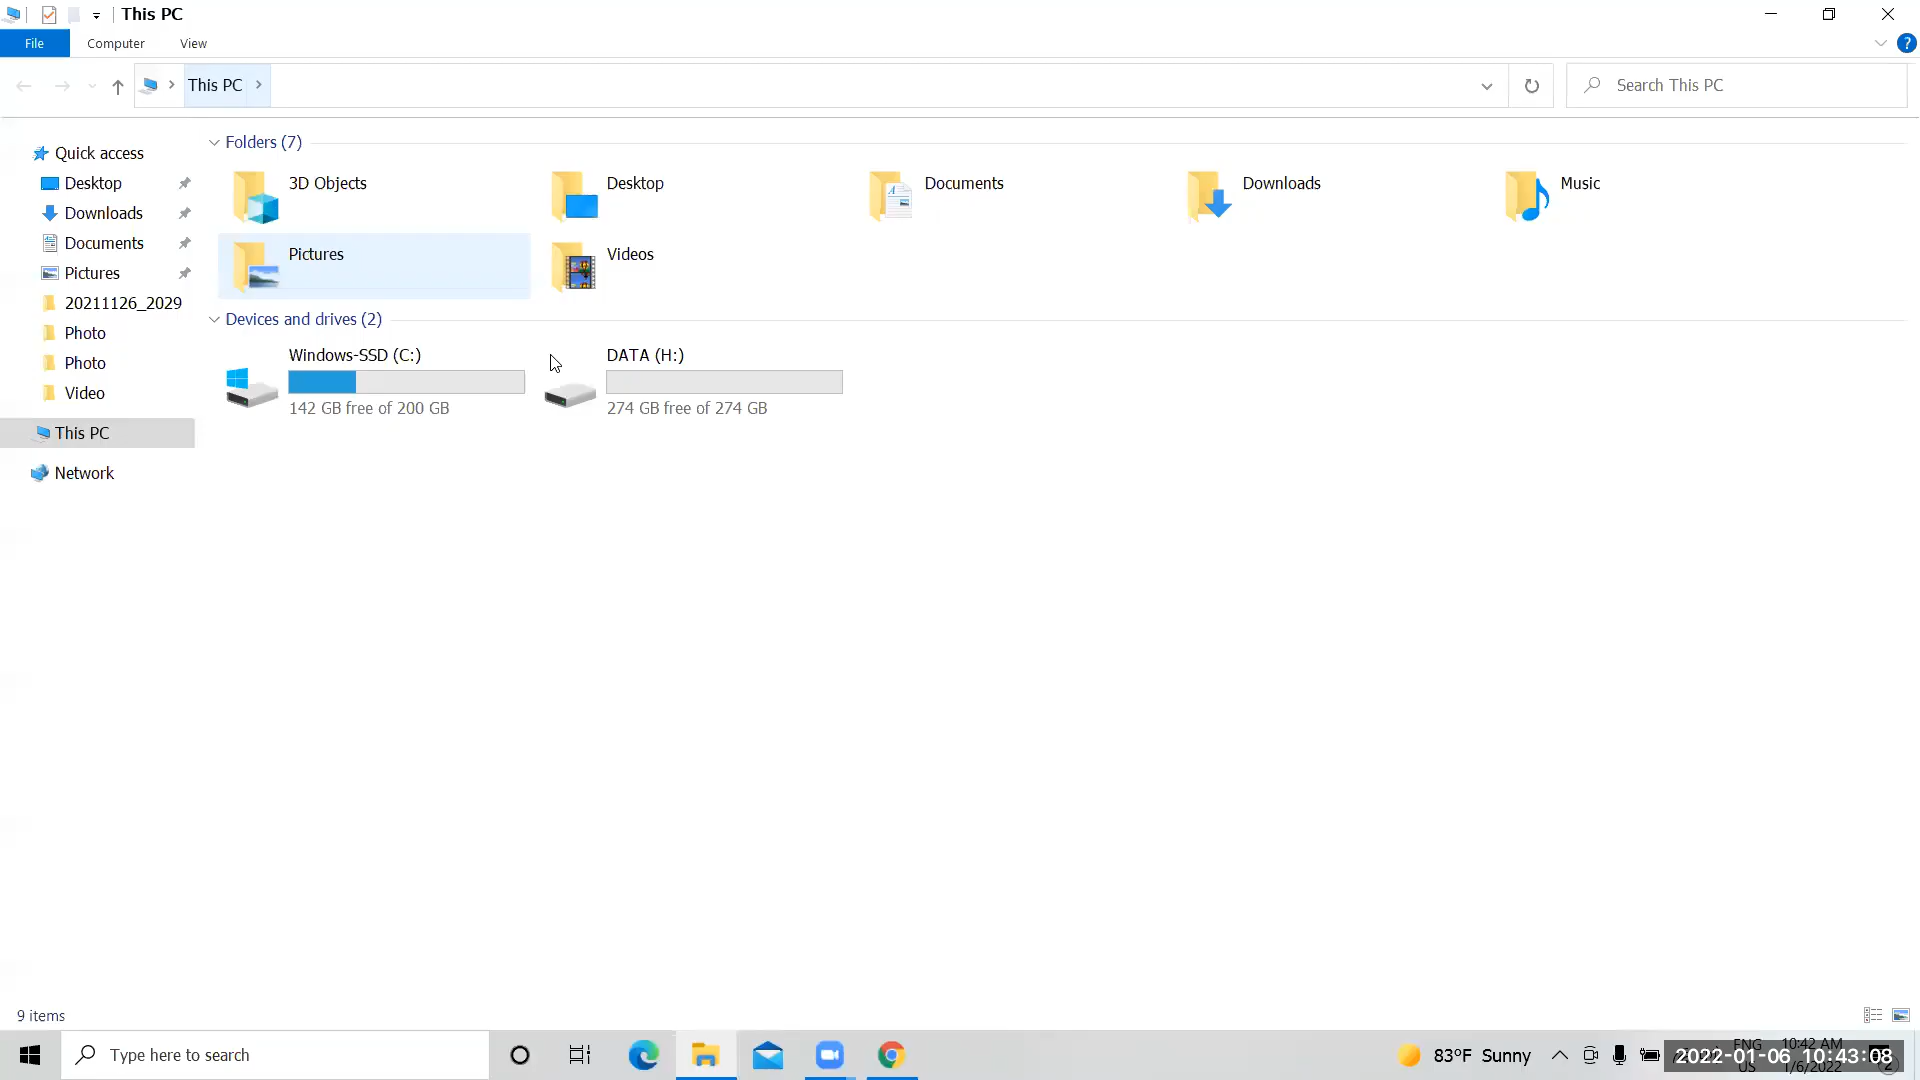 This PC
File
Computer
View
?
This PC
Search This PC
Quick access
Desktop
Downloads
Documents
Pictures
20211126_2029
Photo
Photo
Video
This PC
Network
Folders (7)
3D Objects
Desktop
Documents
Downloads
Music
Pictures
Videos
Devices and drives (2)
Windows-SSD (C:)
142 GB free of 200 GB
DATA (H:)
274 GB free of 274 GB
9 items
Type here to search
83°F Sunny
ENG
US
10:42 AM
1/6/2022
2
2022-01-06 10:43:08